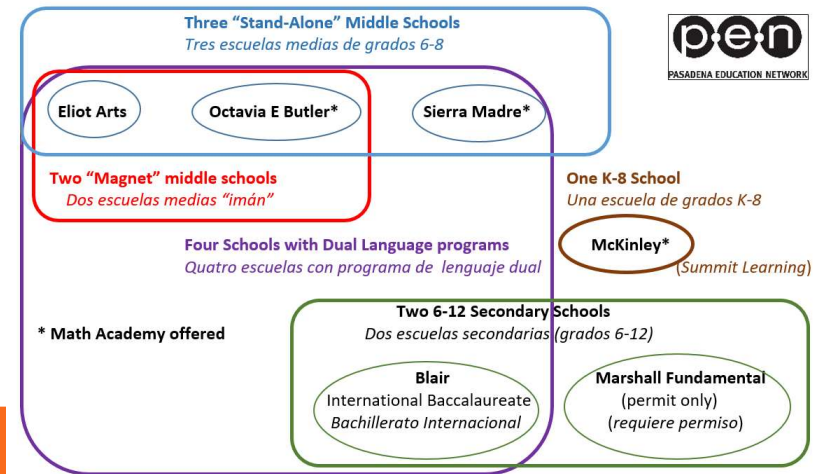 Three “Stand-Alone” Middle Schools
Tres escuelas medias de grados 6-8
p·e·n
PASADENA EDUCATION NETWORK
Eliot Arts
Octavia E Butler*
Sierra Madre*
Two “Magnet” middle schools
Dos escuelas medias “imán”
One K-8 School
Una escuela de grados K-8
Four Schools with Dual Language programs
Quatro escuelas con programa de lenguaje dual
McKinley*
(Summit Learning)
* Math Academy offered
Two 6-12 Secondary Schools
Dos escuelas secundarias (grados 6-12)
Blair
International Baccalaureate
Bachillerato Internacional
Marshall Fundamental
(permit only)
(requiere permiso)